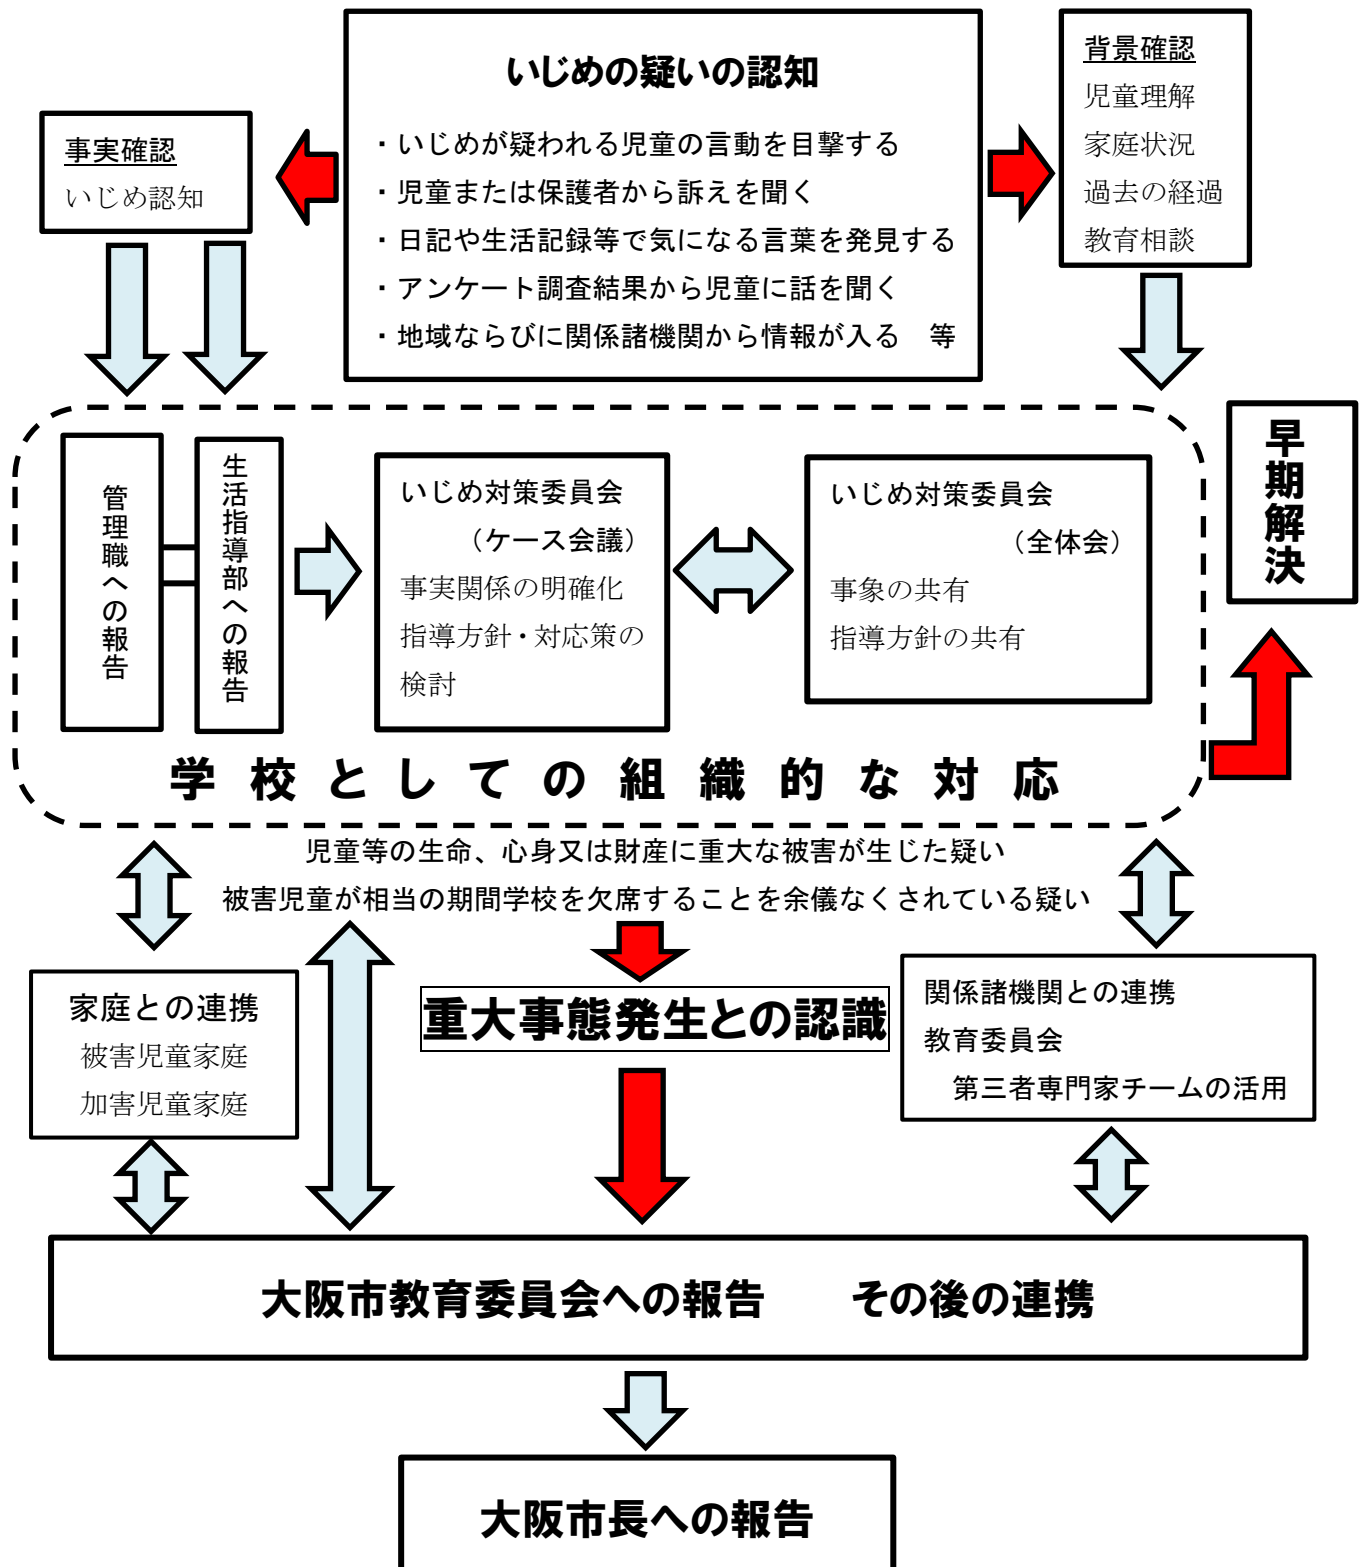 いじめの疑いの認知
・いじめが疑われる児童の言動を目撃する
・児童または保護者から訴えを聞く
・日記や生活記録等で気になる言葉を発見する
・アンケート調査結果から児童に話を聞く
・地域ならびに関係諸機関から情報が入る　等
事実確認
いじめ認知
背景確認
児童理解
家庭状況
過去の経過
教育相談
管理職への報告
生活指導部への報告
いじめ対策委員会
（ケース会議）
事実関係の明確化
指導方針・対応策の
検討
いじめ対策委員会
（全体会）
事象の共有
指導方針の共有
早期解決
学校としての組織的な対応
児童等の生命、心身又は財産に重大な被害が生じた疑い
被害児童が相当の期間学校を欠席することを余儀なくされている疑い
家庭との連携
被害児童家庭
加害児童家庭
重大事態発生との認識
関係諸機関との連携
教育委員会
第三者専門家チームの活用
大阪市教育委員会への報告　　その後の連携
大阪市長への報告